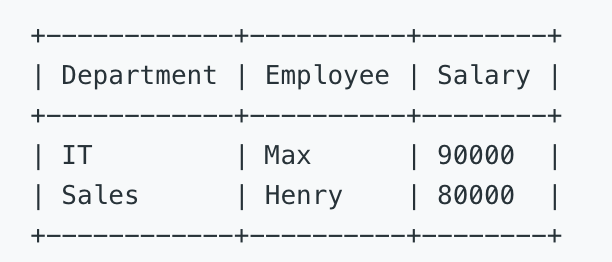 +------------+----------+--------+
| Department | Employee | Salary |
+------------+----------+--------+
| IT         | Max      | 90000  |
| Sales      | Henry    | 80000  |
+------------+----------+--------+